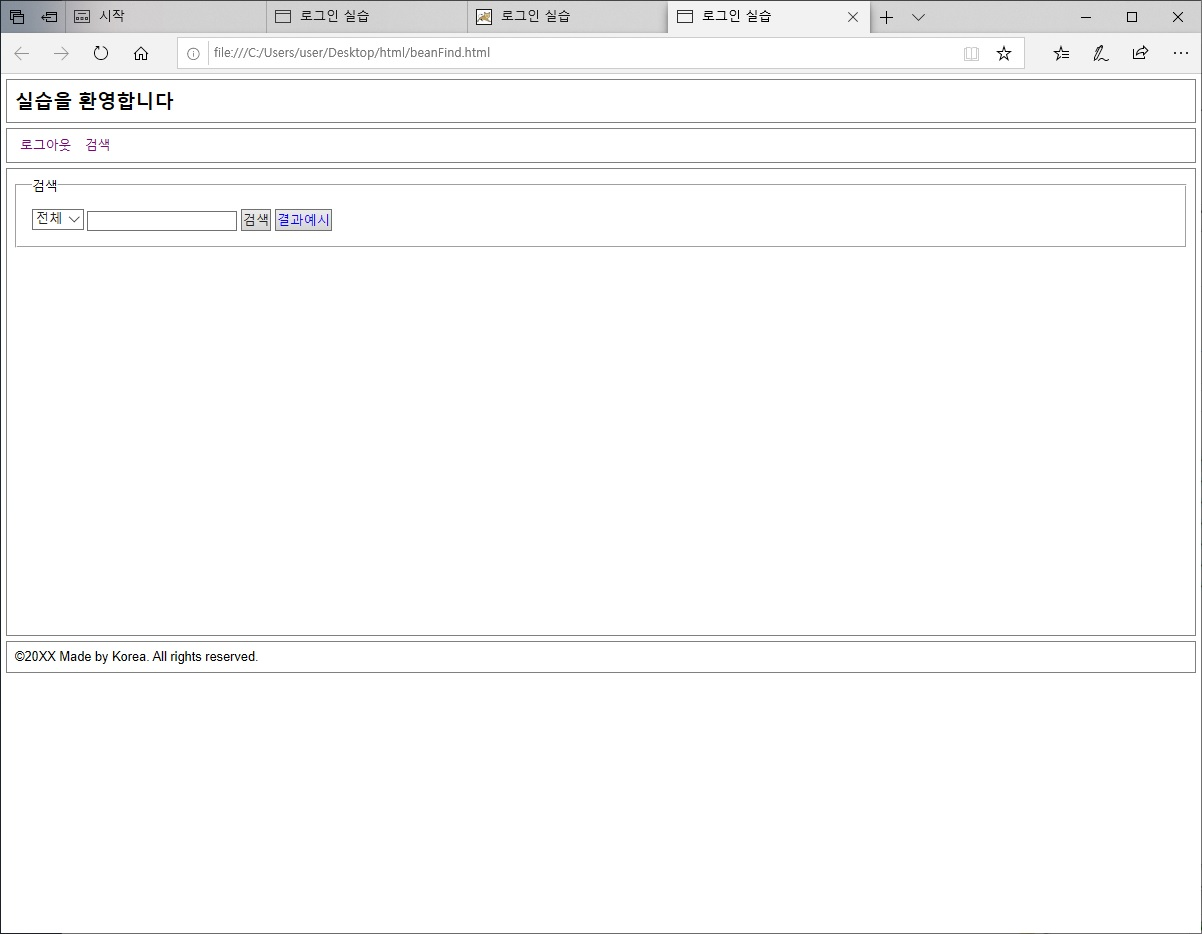 시작 로그인 실습 로그인 실습 로그인 실습
file:///C:/Users/user/Desktop/html/beanFind.html
실습을 환영합니다
로그아웃 검색
검색
전체 검색 결과예시
©20XX Made by Korea. All rights reserved.